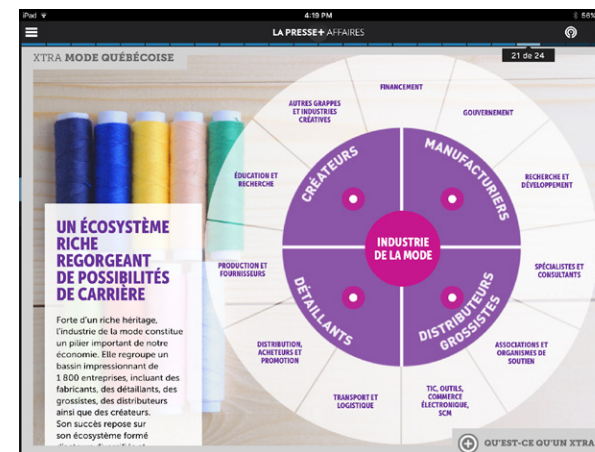 iPad
4:19 PM
56%
LA PRESSE+ AFFAIRES
21 de 24
XTRA MODE QUÉBÉCOISE
FINANCEMENT
AUTRES GRAPPES
ET INDUSTRIES
CRÉATIVES
GOUVERNEMENT
ÉDUCATION ET
RECHERCHE
CRÉATEURS
MANUFACTURIERS
RECHERCHE ET
DÉVELOPPEMENT
UN ÉCOSYSTÈME
RICHE
REGORGEANT
DE POSSIBILITÉS
DE CARRIÈRE
INDUSTRIE
DE LA MODE
PRODUCTION ET
FOURNISSEURS
SPÉCIALISTES ET
CONSULTANTS
DÉTAILLANTS
DISTRIBUTEURS
GROSSISTES
Forte d'un riche héritage,
l'industrie de la mode constitue
un pilier important de notre
économie. Elle regroupe un
bassin impressionnant de
1 800 entreprises, incluant des
fabricants, des détaillants, des
grossistes, des distributeurs
ainsi que des créateurs.
Son succès repose sur
son écosystème formé
DISTRIBUTION,
ACHETEURS ET
PROMOTION
ASSOCIATIONS ET
ORGANISMES DE
SOUTIEN
TRANSPORT ET
LOGISTIQUE
TIC, OUTILS,
COMMERCE
ÉLECTRONIQUE,
SCM
QU'EST-CE QU'UN XTRA